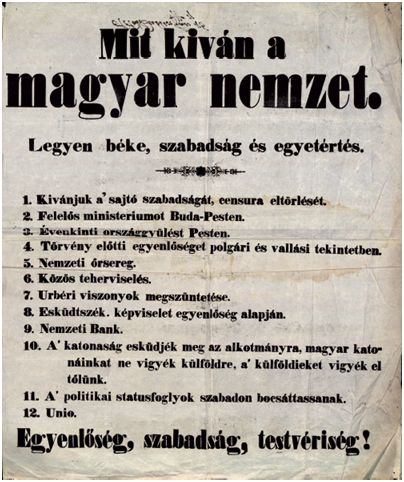 Mit kiván a
magyar nemzet.
Legyen béke, szabadság és egyetértés.
1. Kivánjuk a' sajtó szabadságát, censura eltörlését.
2. Felelős ministeriumot Buda-Pesten.
3. Évenkinti országgyülést Pesten.
4. Törvény előtti egyenlőséget polgári és vallási tekintetben.
5. Nemzeti őrsereg.
6. Közös teherviselés.
7. Urbéri viszonyok megszüntetése.
8. Esküdtszék. képviselet egyenlőség alapján.
9. Nemzeti Bank.
10. A' katonaság esküdjék meg az alkotmányra, magyar kato-
náinkat ne vigyék külföldre, a' külföldieket vigyék el
tőlünk.
11. A' politikai statusfoglyok szabadon bocsáttassanak.
12. Unio.
Egyenlőség, szabadság, testvériség!